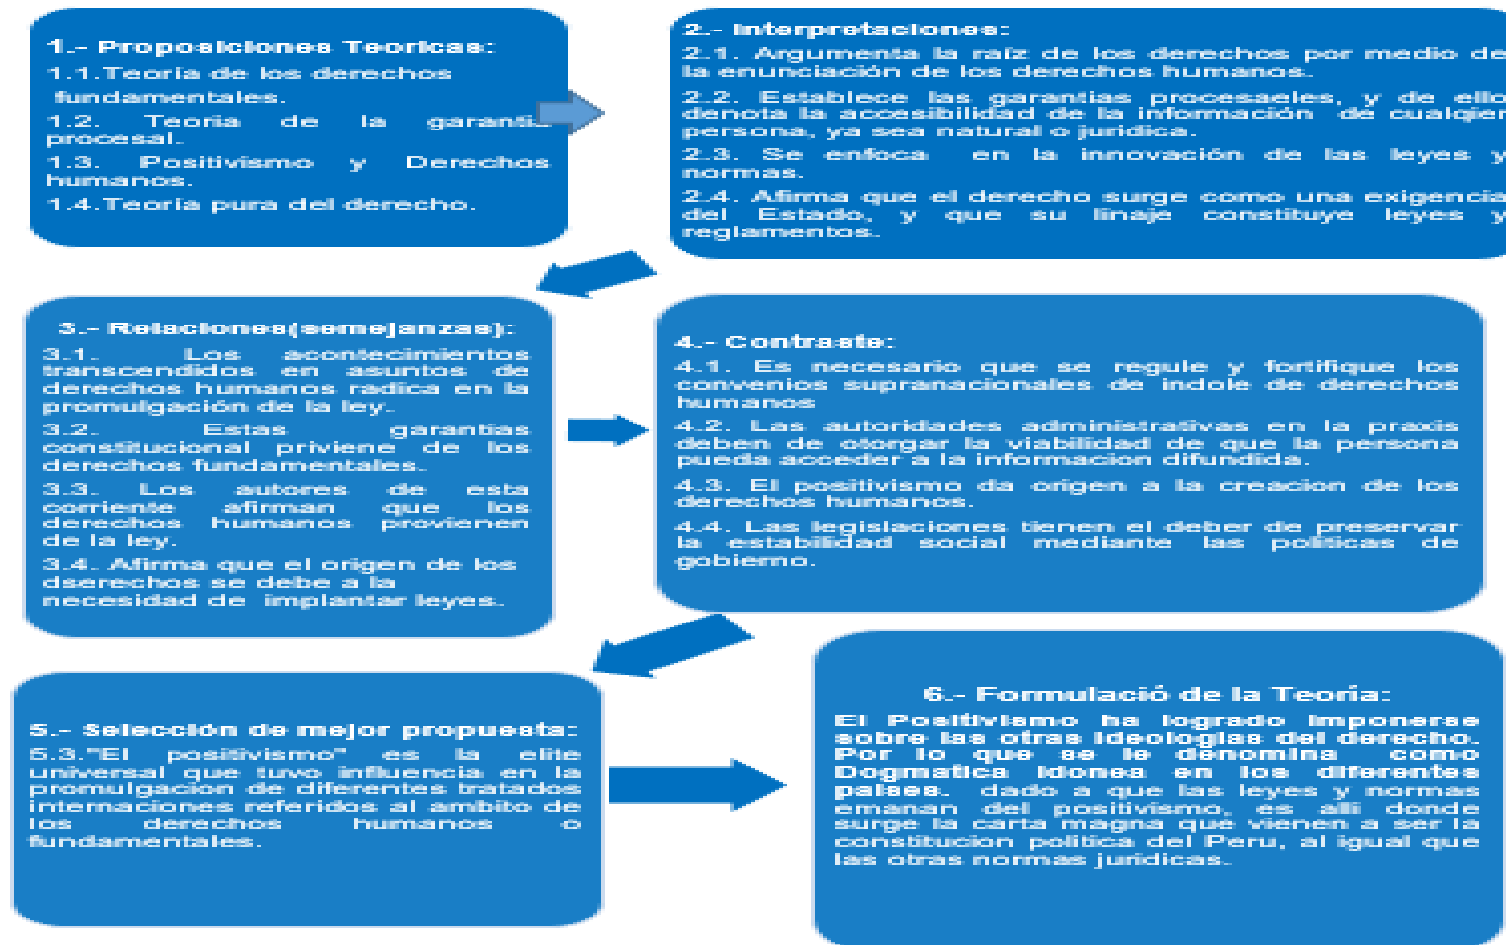 1.- Proposiciones Teoricas:
1.1.Teoría de los derechos
fundamentales.
1.2. Teoria de la garantia
procesal.
1.3. Positivismo y Derechos
humanos.
1.4.Teoría pura del derecho.
2.- Interpretaciones:
2.1. Argumenta la raíz de los derechos por medio de
la enunciación de los derechos humanos.
2.2. Establece las garantías procesaeles, y de ello
denota la accesibilidad de la información de cualqier
persona, ya sea natural o jurídica.
2.3. Se enfoca en la innovación de las leyes y
normas.
2.4. Afirma que el derecho surge como una exigencia
del Estado, y que su linaje constituye leyes y
reglamentos.
3.- Relaciones(semejanzas):
3.1. Los acontecimientos
transcendidos en asuntos de
derechos humanos radica en la
promulgación de la ley.
3.2. Estas garantías
constitucional priviene de los
derechos fundamentales.
3.3. Los autores de esta
corriente afirman que los
derechos humanos provienen
de la ley.
3.4. Afirma que el origen de los
dserechos se debe a la
necesidad de implantar leyes.
4.- Contraste:
4.1. Es necesario que se regule y fortifique los
convenios supranacionales de índole de derechos
humanos
4.2. Las autoridades administrativas en la praxis
deben de otorgar la viabilidad de que la persona
pueda acceder a la informacion difundida.
4.3. El positivismo da origen a la creacion de los
derechos humanos.
4.4. Las legislaciones tienen el deber de preservar
la estabilidad social mediante las políticas de
gobierno.
5.- Selección de mejor propuesta:
5.3."El positivismo" es la elite
universal que tuvo influencia en la
promulgacion de diferentes tratados
internaciones referidos al ambito de
los derechos humanos o
fundamentales.
6.- Formulació de la Teoría:
El Positivismo ha logrado imponerse
sobre las otras ideologías del derecho.
Por lo que se le denomina como
Dogmatica Idonea en los diferentes
paises. dado a que las leyes y normas
emanan del positivismo, es alli donde
surge la carta magna que vienen a ser la
constitucion politica del Peru, al igual que
las otras normas jurídicas.